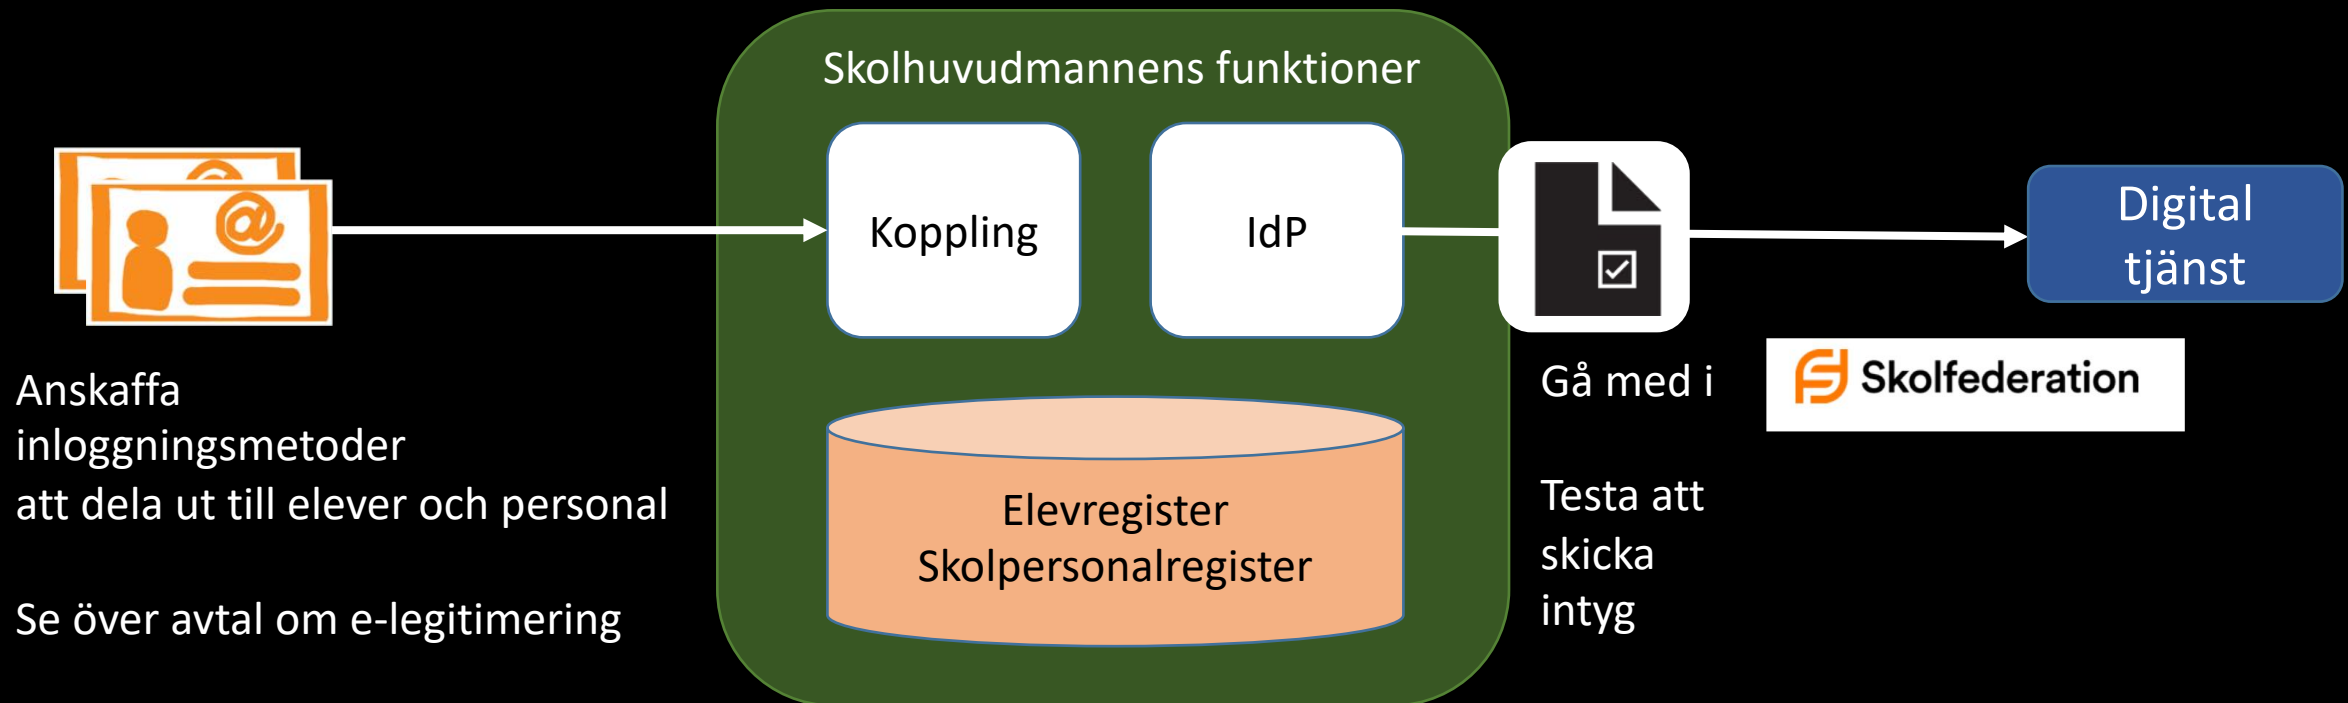 Skolhuvudmannens funktioner
Koppling
IdP
Digital
tjänst
Anskaffa
inloggningsmetoder
att dela ut till elever och personal
Se över avtal om e-legitimering
Elevregister
Skolpersonalregister
Gå med i
Skolfederation
Testa att
skicka
intyg